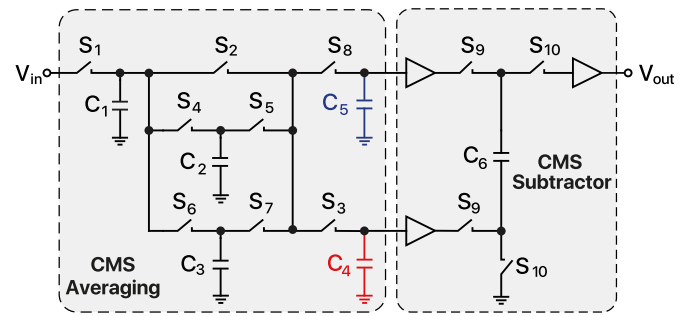 S1 S2 S8 S9 S10
Vin Vout
C1 S4 S5 C5
C2 C6 CMS
Subtractor
S6 S7 S3 S9
CMS C3 C4 S10
Averaging